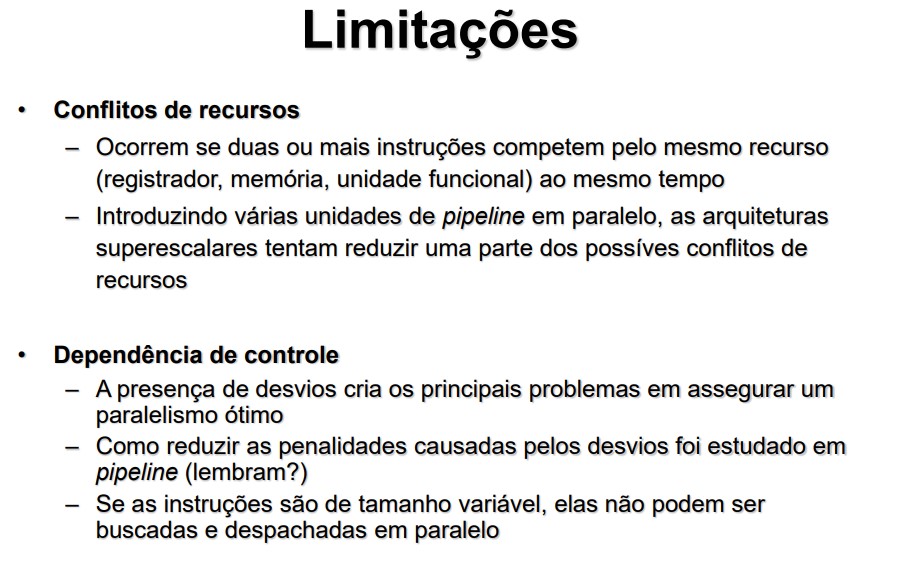 Limitações
• Conflitos de recursos
– Ocorrem se duas ou mais instruções competem pelo mesmo recurso
(registrador, memória, unidade funcional) ao mesmo tempo
– Introduzindo várias unidades de pipeline em paralelo, as arquiteturas
superescalares tentam reduzir uma parte dos possíves conflitos de
recursos
• Dependência de controle
– A presença de desvios cria os principais problemas em assegurar um
paralelismo ótimo
– Como reduzir as penalidades causadas pelos desvios foi estudado em
pipeline (lembram?)
– Se as instruções são de tamanho variável, elas não podem ser
buscadas e despachadas em paralelo